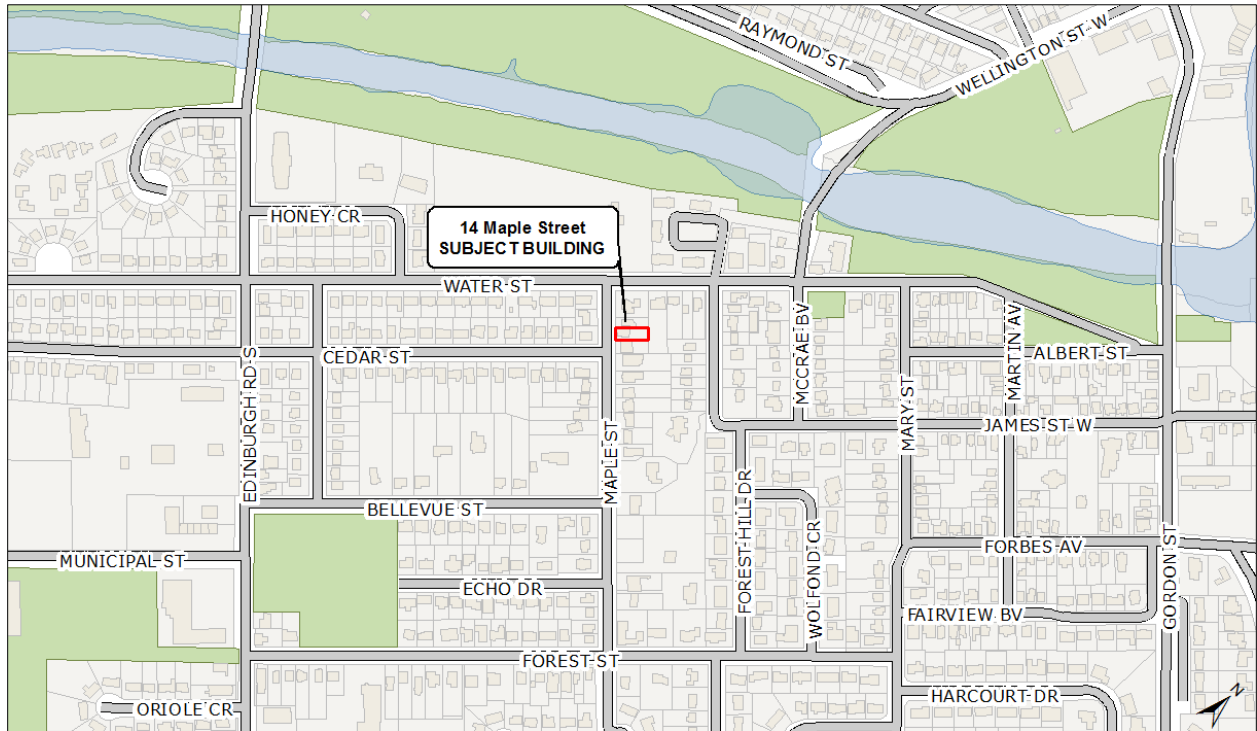 RAYMOND ST
WELLINGTON ST W
HONEY CR
14 Maple Street
SUBJECT BUILDING
WATER ST
CEDAR ST
ALBERT ST
MARTIN AV
MCCRAE BV
EDINBURGH RD S
MARY ST
JAMES ST W
MAPLE ST
BELLEVUE ST
FOREST HILL DR
WOLFOND CR
FORBES AV
GORDON ST
MUNICIPAL ST
ECHO DR
FAIRVIEW BV
FOREST ST
HARCOURT DR
ORIOLE CR
N